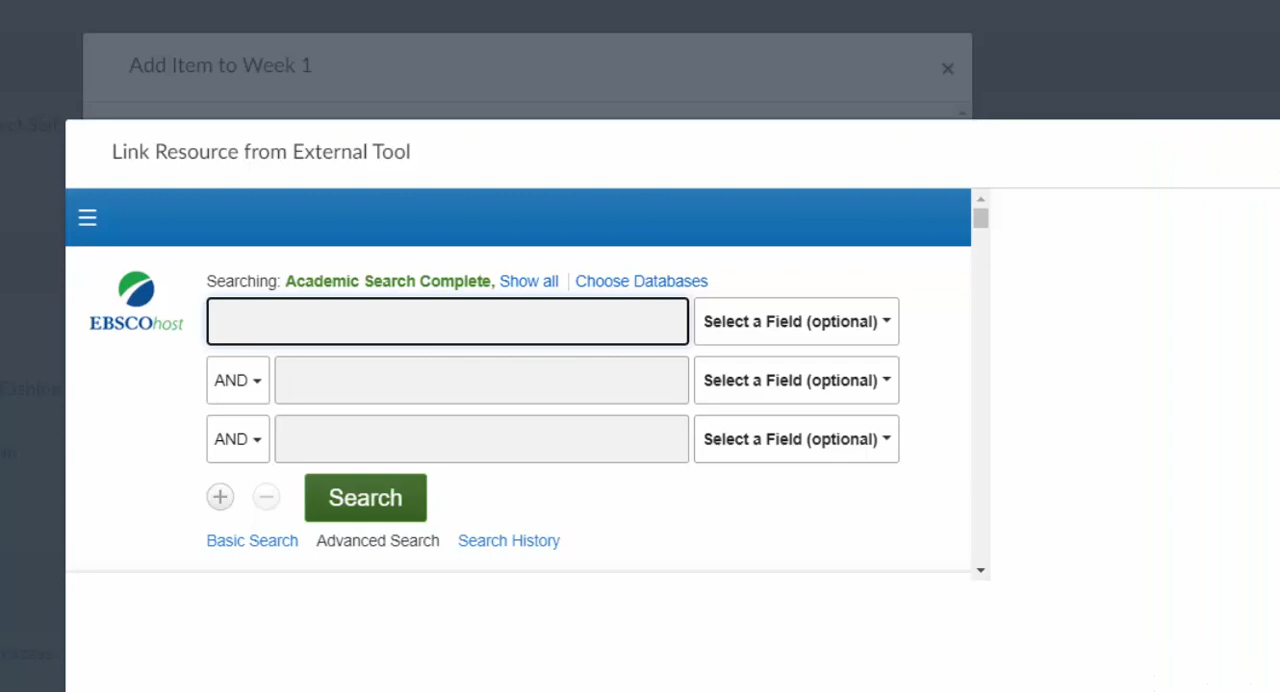 Add Item to Week 1
Link Resource from External Tool
Searching: Academic Search Complete, Show all Choose Databases
EBSCOhost
Select a Field (optional)
AND Select a Field (optional)
AND Select a Field (optional)
Search
Basic Search Advanced Search Search History